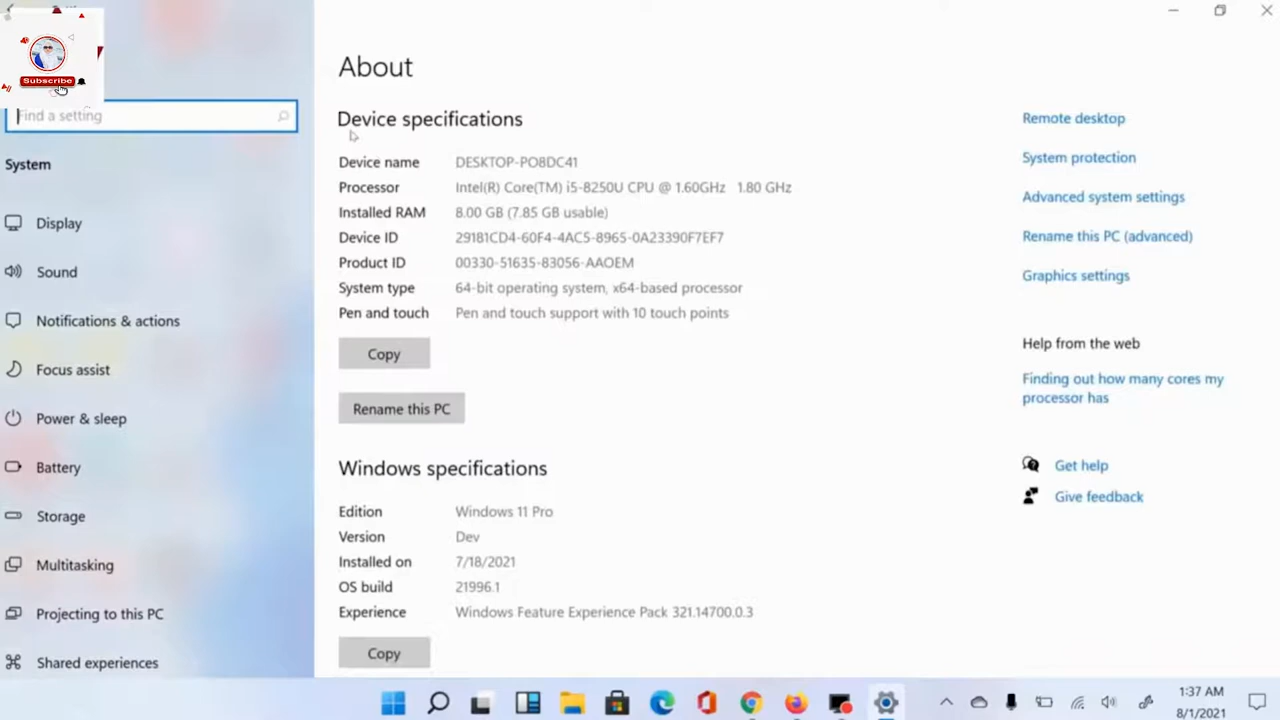 Subscribe
Find a setting
System
Display
Sound
Notifications & actions
Focus assist
Power & sleep
Battery
Storage
Multitasking
Projecting to this PC
Shared experiences
About
Device specifications
Device name DESKTOP-PO8DC41
Processor Intel(R) Core(TM) i5-8250U CPU @ 1.60GHz 1.80 GHz
Installed RAM 8.00 GB (7.85 GB usable)
Device ID 29181CD4-60F4-4AC5-8965-0A23390F7EF7
Product ID 00330-51635-83056-AAOEM
System type 64-bit operating system, x64-based processor
Pen and touch Pen and touch support with 10 touch points
Copy
Rename this PC
Windows specifications
Edition Windows 11 Pro
Version Dev
Installed on 7/18/2021
OS build 21996.1
Experience Windows Feature Experience Pack 321.14700.0.3
Copy
Remote desktop
System protection
Advanced system settings
Rename this PC (advanced)
Graphics settings
Help from the web
Finding out how many cores my
processor has
Get help
Give feedback
1:37 AM
8/1/2021